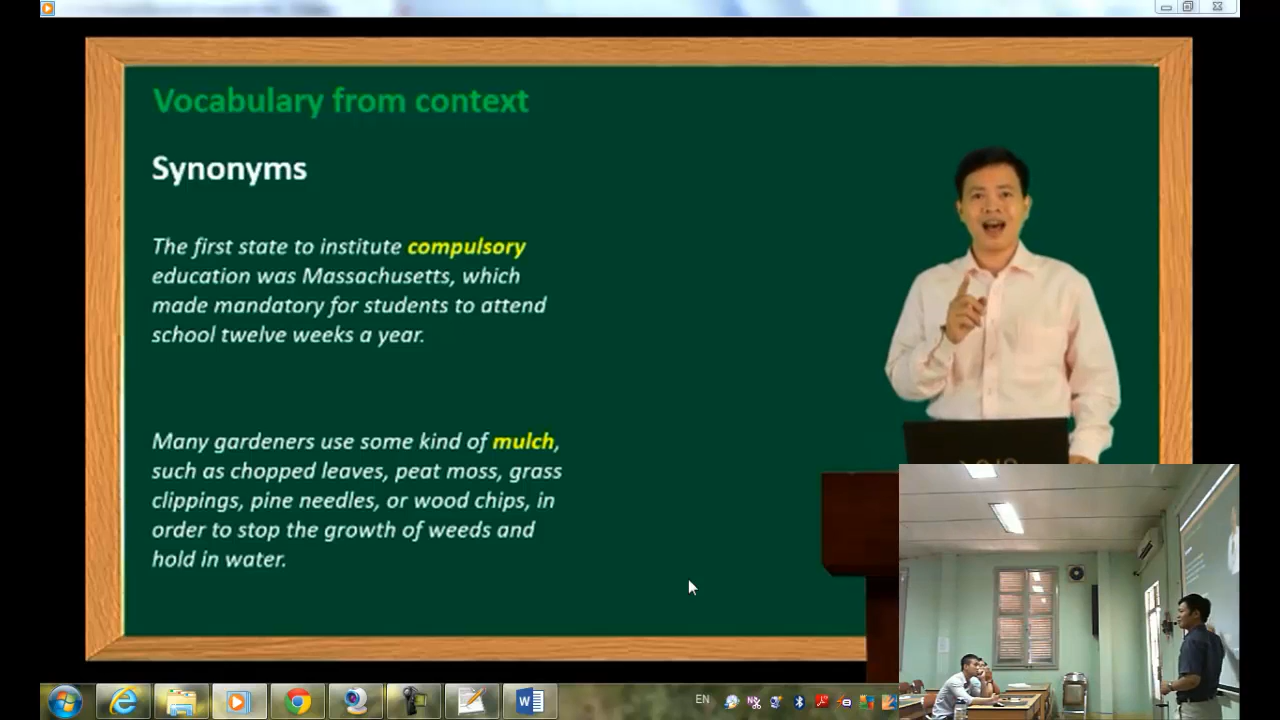 Vocabulary from context
Synonyms
The first state to institute compulsory
education was Massachusetts, which
made mandatory for students to attend
school twelve weeks a year.
Many gardeners use some kind of mulch,
such as chopped leaves, peat moss, grass
clippings, pine needles, or wood chips, in
order to stop the growth of weeds and
hold in water.
EN